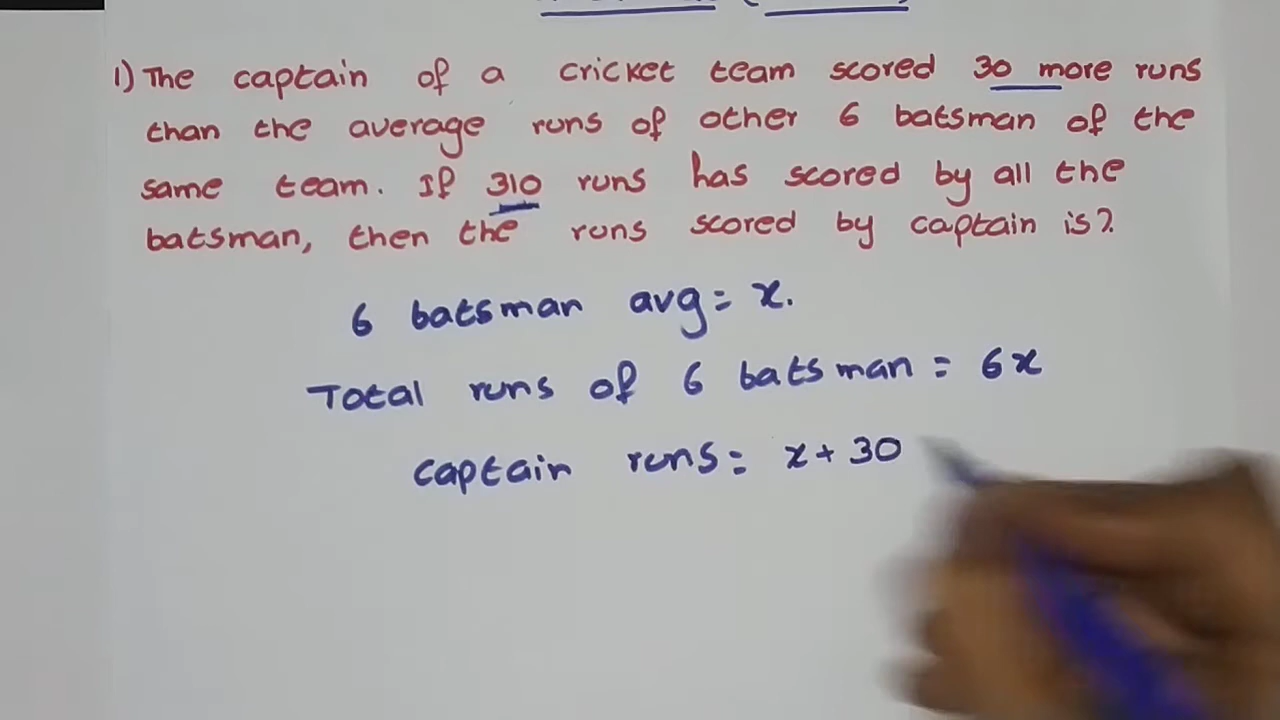 1) The captain of a cricket team scored 30 more runs
than the average runs of other 6 batsman of the
same team. If 310 runs has scored by all the
batsman, then the runs scored by captain is?
6 batsman avg = x.
Total runs of 6 batsman = 6x
captain runs = x + 30